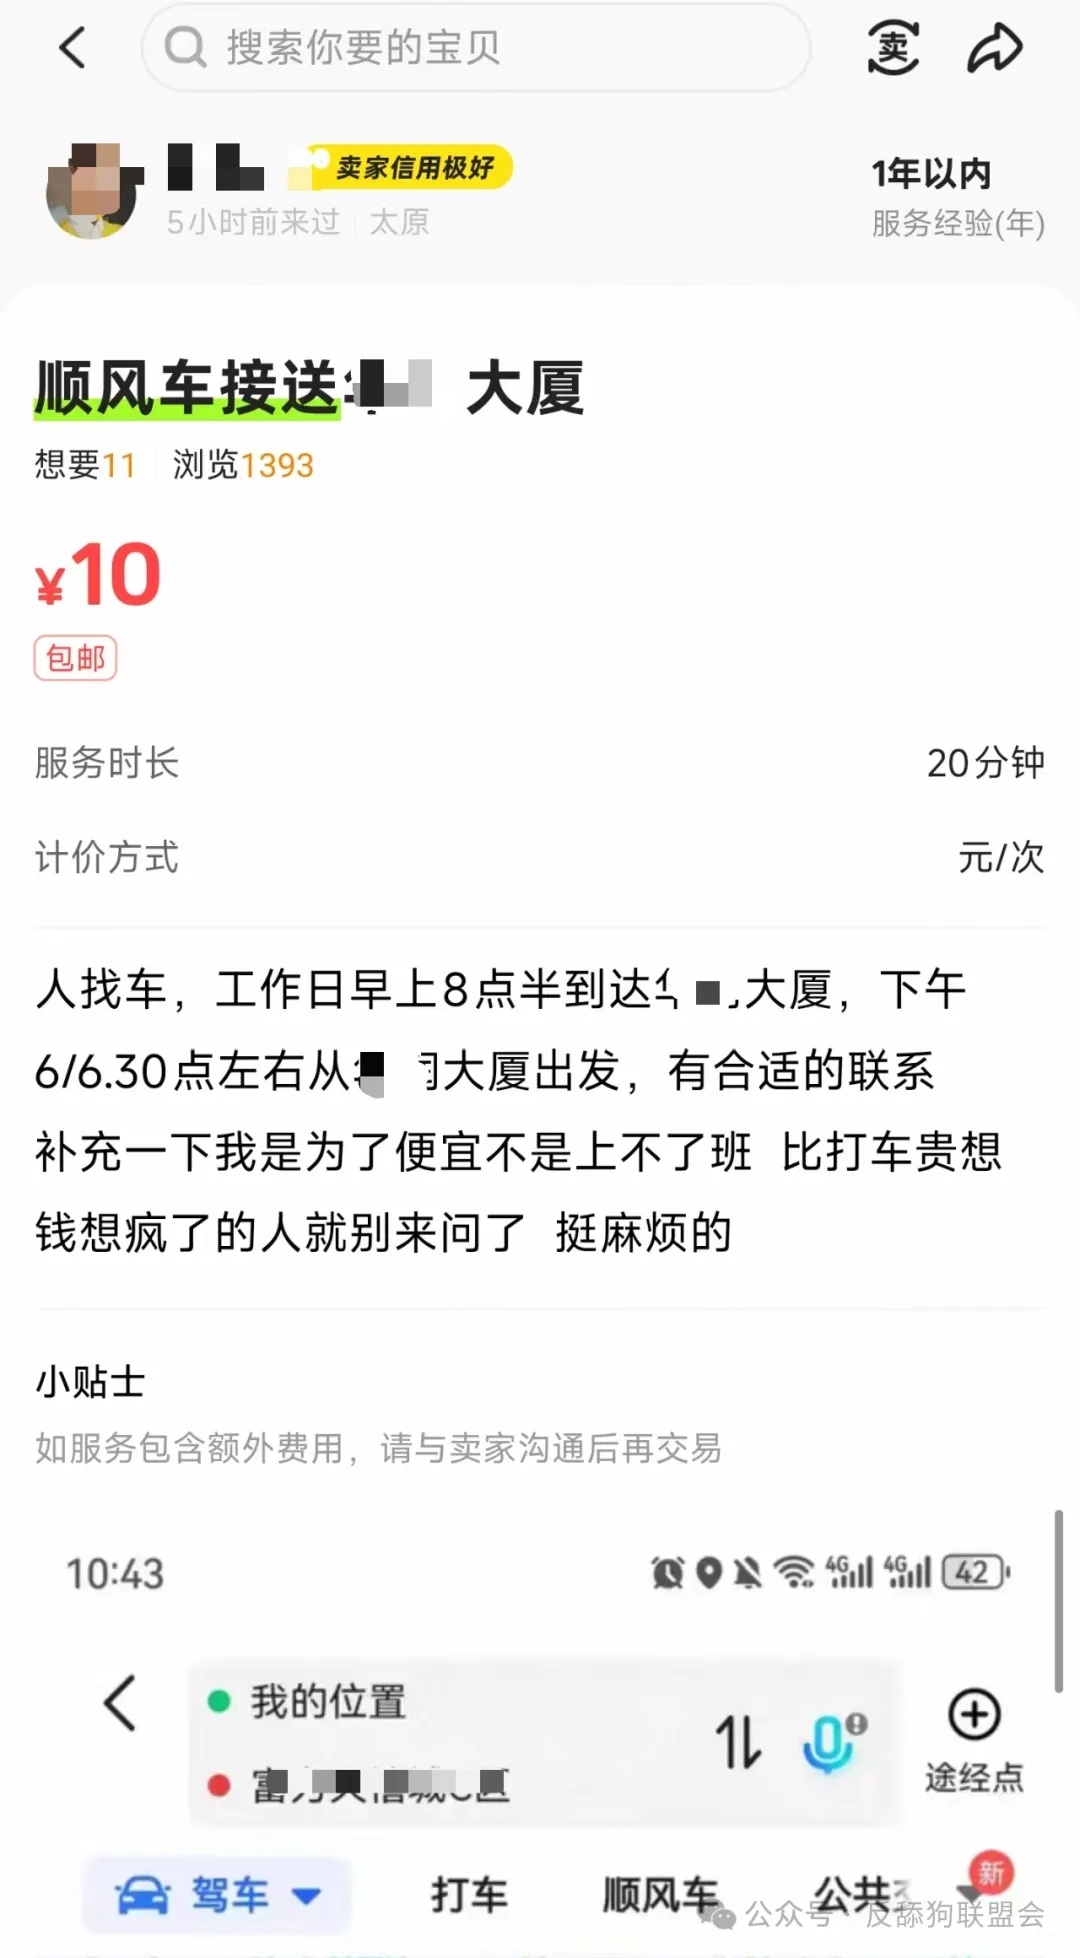 搜索你要的宝贝
卖
卖家信用极好
5小时前来过 太原
1年以内
服务经验(年)
顺风车接送 大厦
想要11 浏览1393
¥10
包邮
服务时长 20分钟
计价方式 元/次
人找车，工作日早上8点半到达 大厦，下午
6/6.30点左右从 大厦出发，有合适的联系
补充一下我是为了便宜不是上不了班 比打车贵想
钱想疯了的人就别来问了 挺麻烦的
小贴士
如服务包含额外费用，请与卖家沟通后再交易
10:43 4G 4G 42
我的位置
途经点
驾车 打车 顺风车 公共 新
公众号 反舔狗联盟会